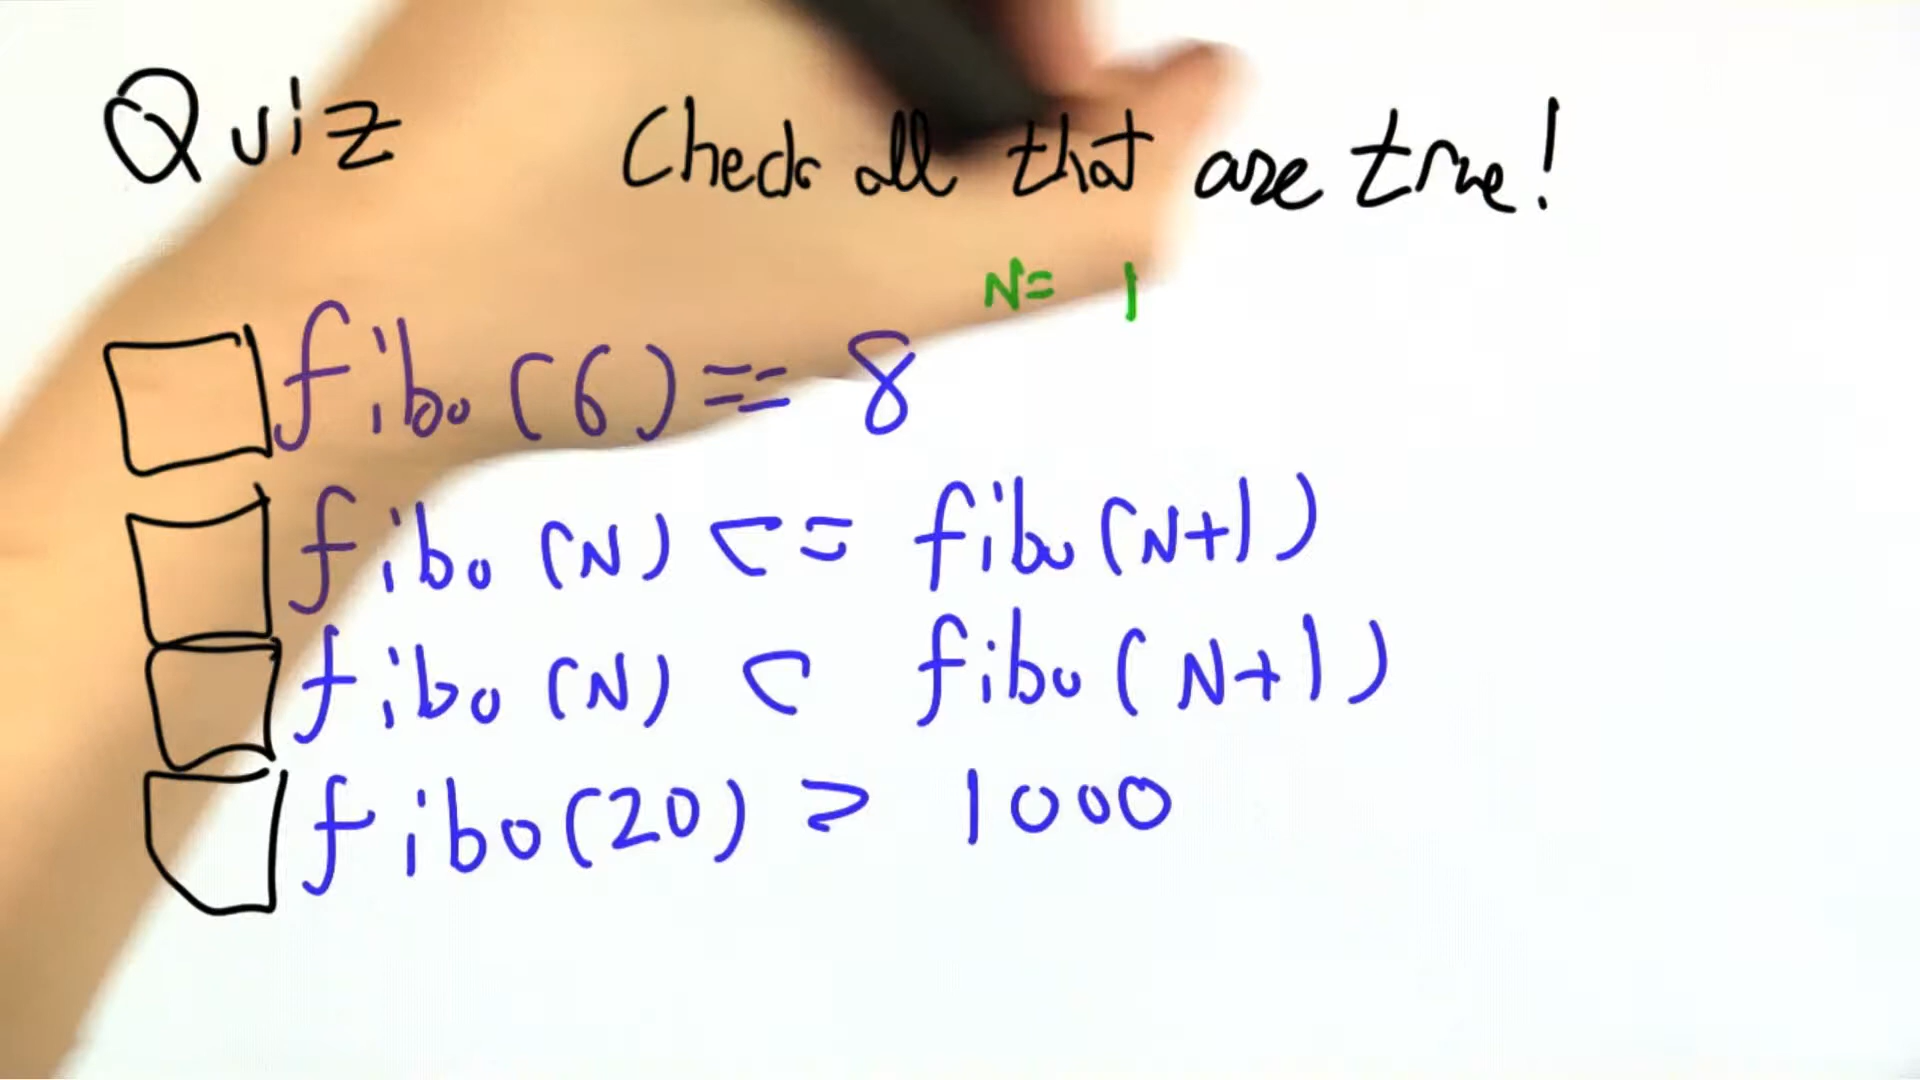 Quiz Check all that are true!
N= 1
fibo(6) == 8
fibo(N) <= fibo(N+1)
fibo(N) < fibo(N+1)
fibo(20) > 1000